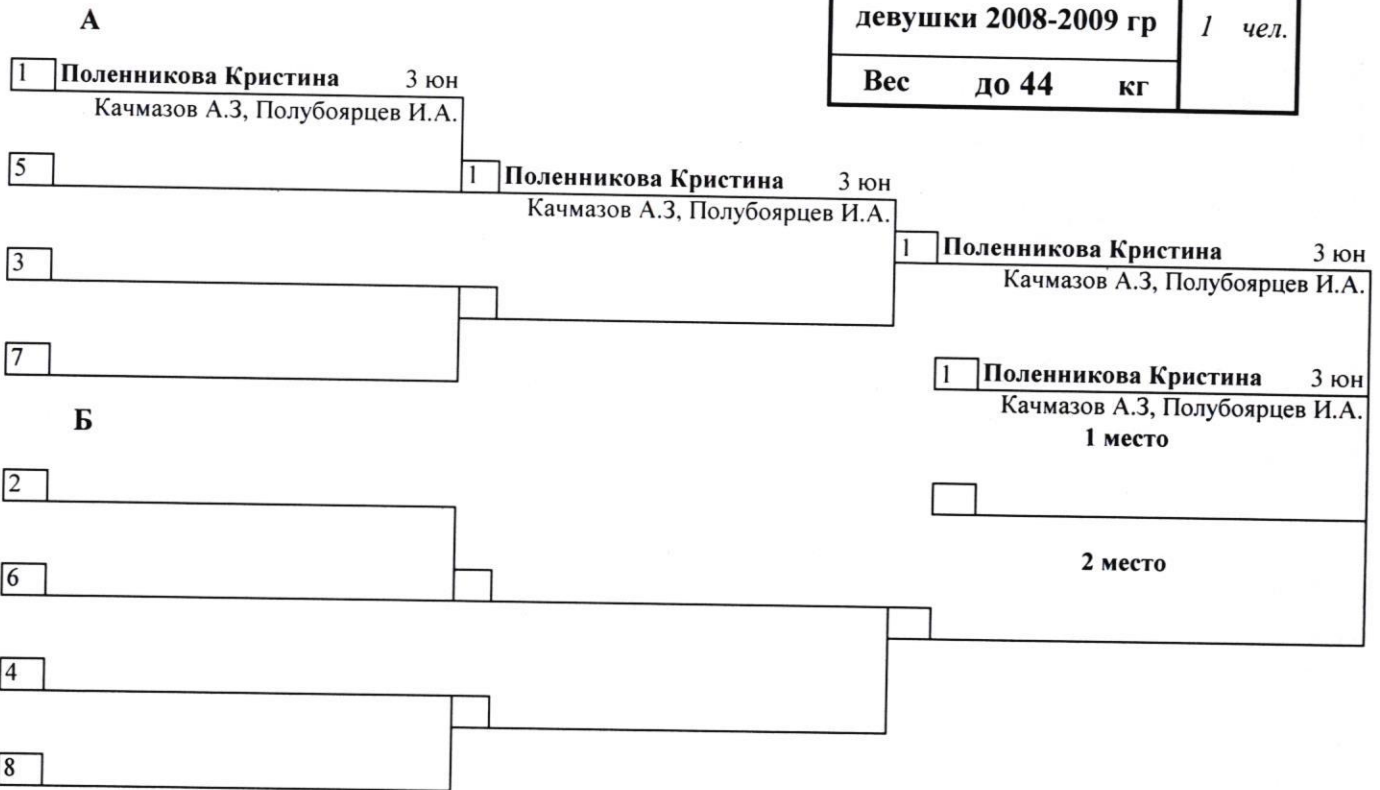 девушки 2008-2009 гр
1 чел.
Вес до 44 кг
А
1 Поленникова Кристина 3 юн
Качмазов А.З, Полубоярцев И.А.
5
1 Поленникова Кристина 3 юн
Качмазов А.З, Полубоярцев И.А.
3
1 Поленникова Кристина 3 юн
Качмазов А.З, Полубоярцев И.А.
7
1 Поленникова Кристина 3 юн
Качмазов А.З, Полубоярцев И.А.
1 место
Б
2
2 место
6
4
8